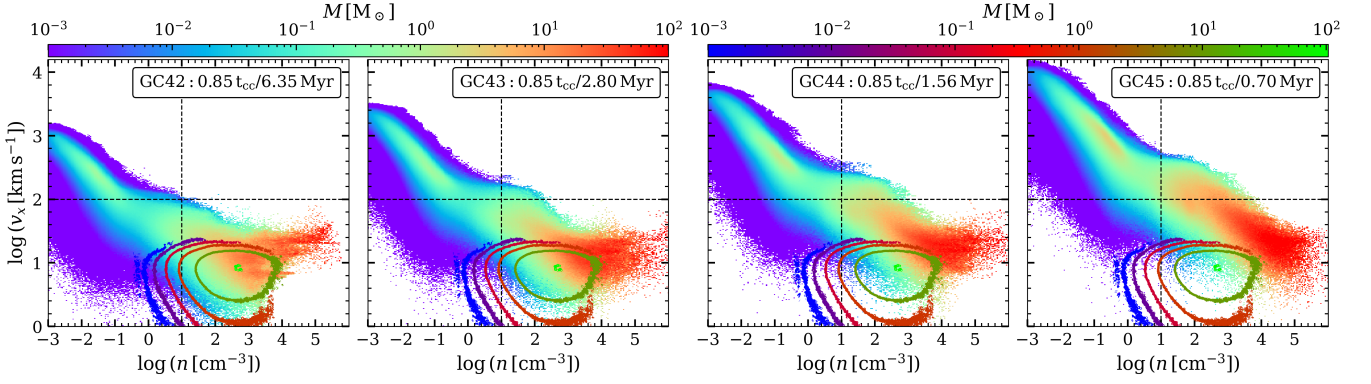 M [M⊙] M [M⊙]
10⁻³ 10⁻² 10⁻¹ 10⁰ 10¹ 10² 10⁻³ 10⁻² 10⁻¹ 10⁰ 10¹ 10²
GC42 : 0.85 t_cc/6.35 Myr GC43 : 0.85 t_cc/2.80 Myr GC44 : 0.85 t_cc/1.56 Myr GC45 : 0.85 t_cc/0.70 Myr
log (v_x [km s⁻¹])
4
3
2
1
0
−3 −2 −1 0 1 2 3 4 5 −3 −2 −1 0 1 2 3 4 5 −3 −2 −1 0 1 2 3 4 5 −3 −2 −1 0 1 2 3 4 5
log (n [cm⁻³]) log (n [cm⁻³]) log (n [cm⁻³]) log (n [cm⁻³])